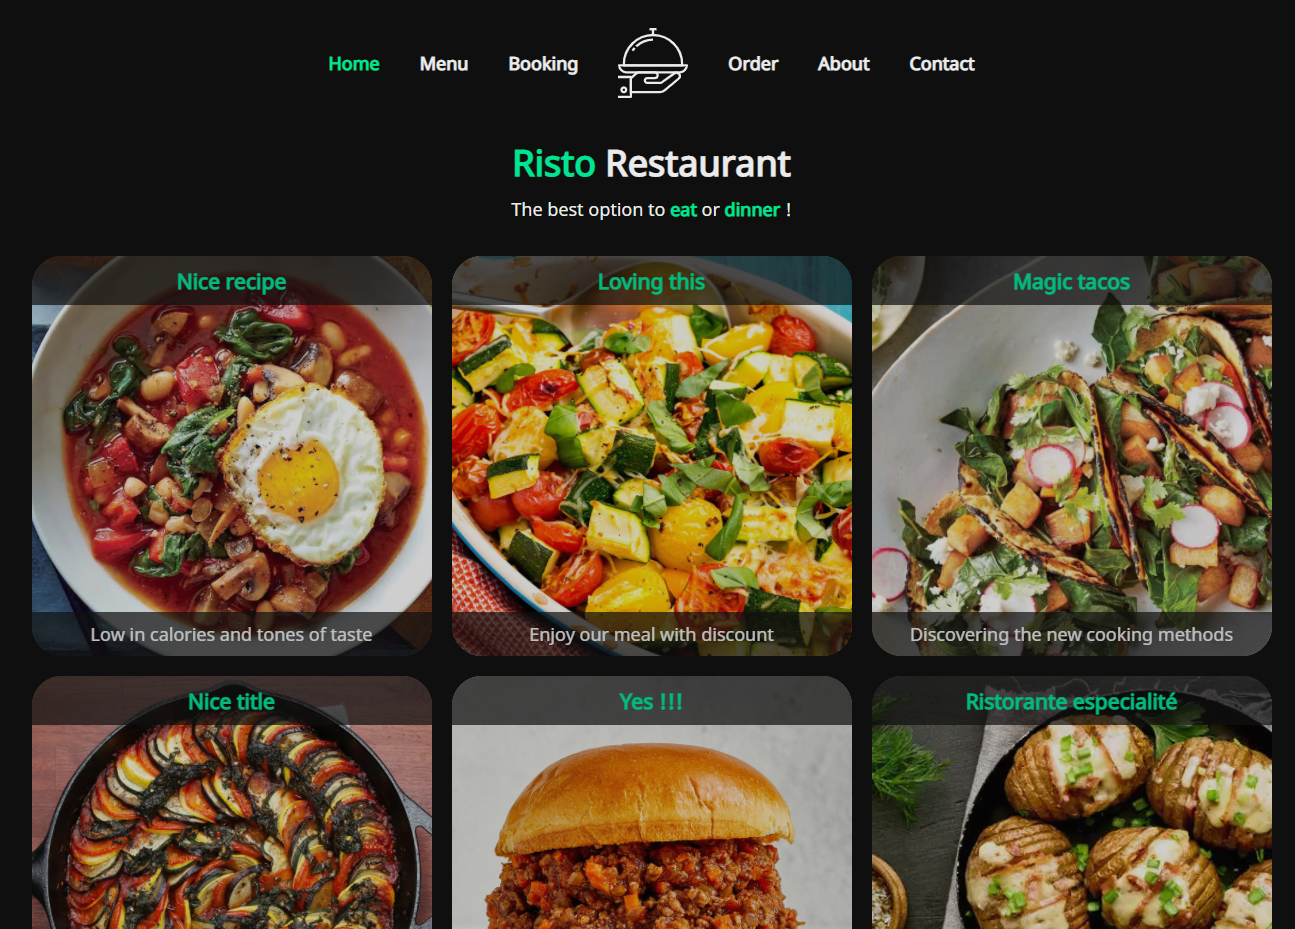 Home Menu Booking Order About Contact
Risto Restaurant
The best option to eat or dinner !
Nice recipe
Loving this
Magic tacos
Low in calories and tones of taste
Enjoy our meal with discount
Discovering the new cooking methods
Nice title
Yes !!!
Ristorante especialité